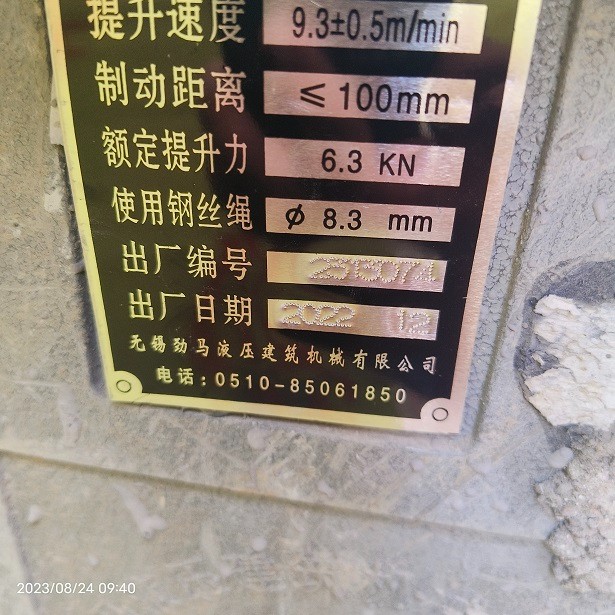 提升速度 9.3±0.5m/min
制动距离 ≤ 100mm
额定提升力 6.3 KN
使用钢丝绳 ϕ 8.3 mm
出厂编号
出厂日期 2022 12
无锡劲马液压建筑机械有限公司
电话：0510-85061850
2023/08/24 09:40